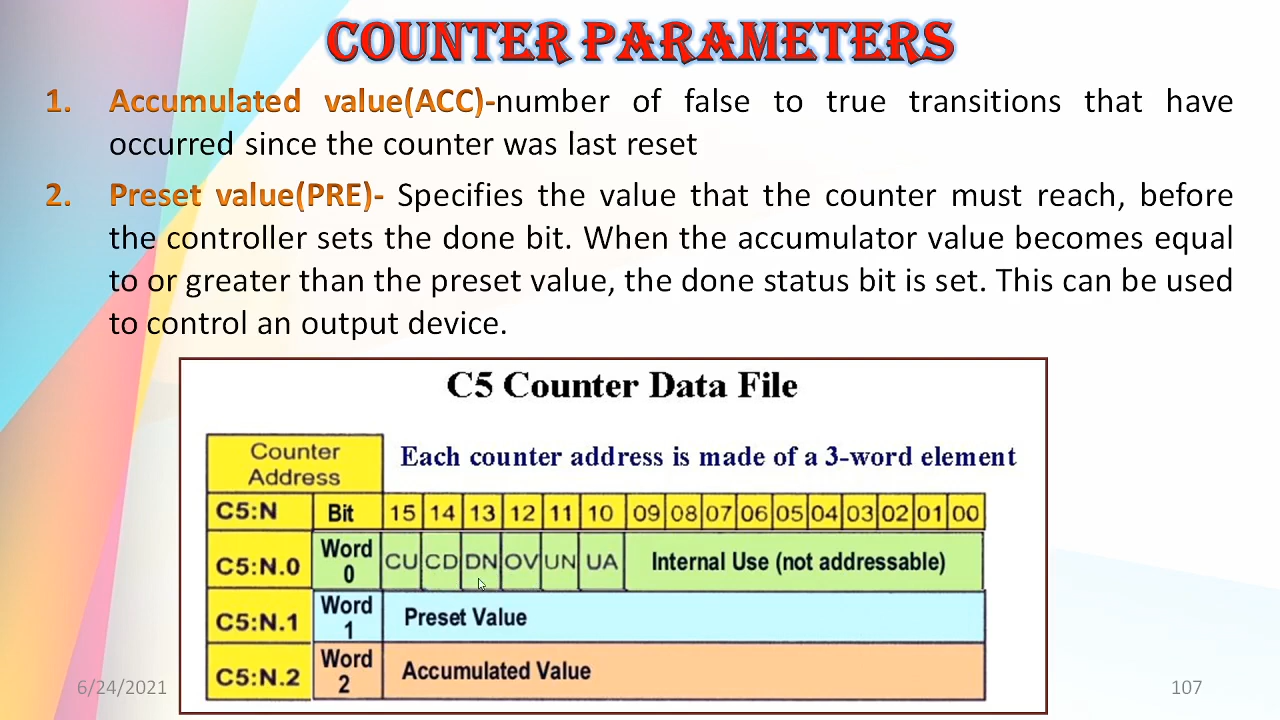 COUNTER PARAMETERS
1. Accumulated value(ACC)-number of false to true transitions that have
occurred since the counter was last reset
2. Preset value(PRE)- Specifies the value that the counter must reach, before
the controller sets the done bit. When the accumulator value becomes equal
to or greater than the preset value, the done status bit is set. This can be used
to control an output device.
C5 Counter Data File
Counter
Address
Each counter address is made of a 3-word element
C5:N Bit 15 14 13 12 11 10 09 08 07 06 05 04 03 02 01 00
C5:N.0 Word 0 CU CD DN OV UN UA Internal Use (not addressable)
C5:N.1 Word 1 Preset Value
C5:N.2 Word 2 Accumulated Value
6/24/2021
107